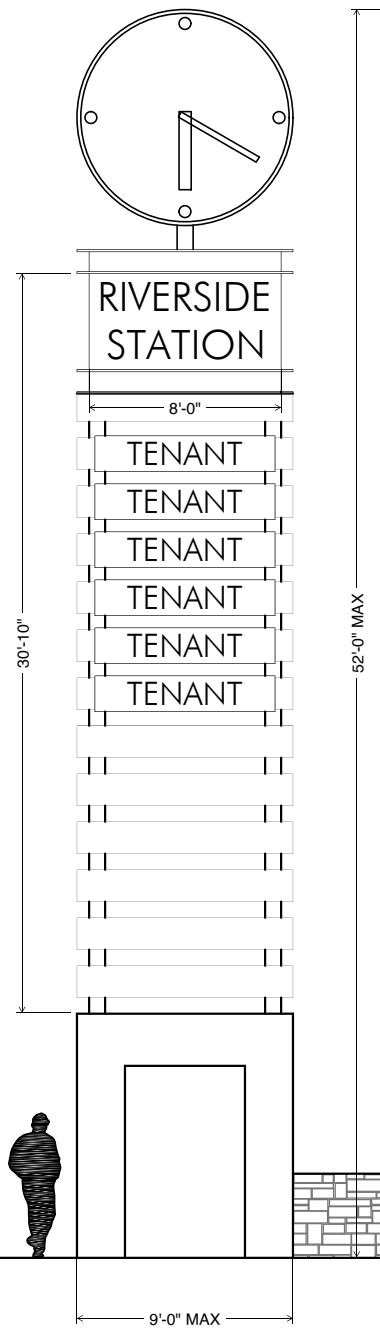 RIVERSIDE
STATION
8'-0"
TENANT
TENANT
TENANT
TENANT
TENANT
TENANT
30'-10"
52'-0" MAX
9'-0" MAX